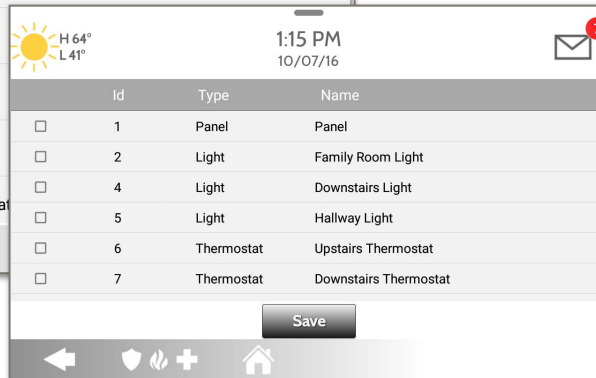 H 64°
L 41°
1:15 PM
10/07/16
Id Type Name
1 Panel Panel
2 Light Family Room Light
4 Light Downstairs Light
5 Light Hallway Light
6 Thermostat Upstairs Thermostat
7 Thermostat Downstairs Thermostat
Save